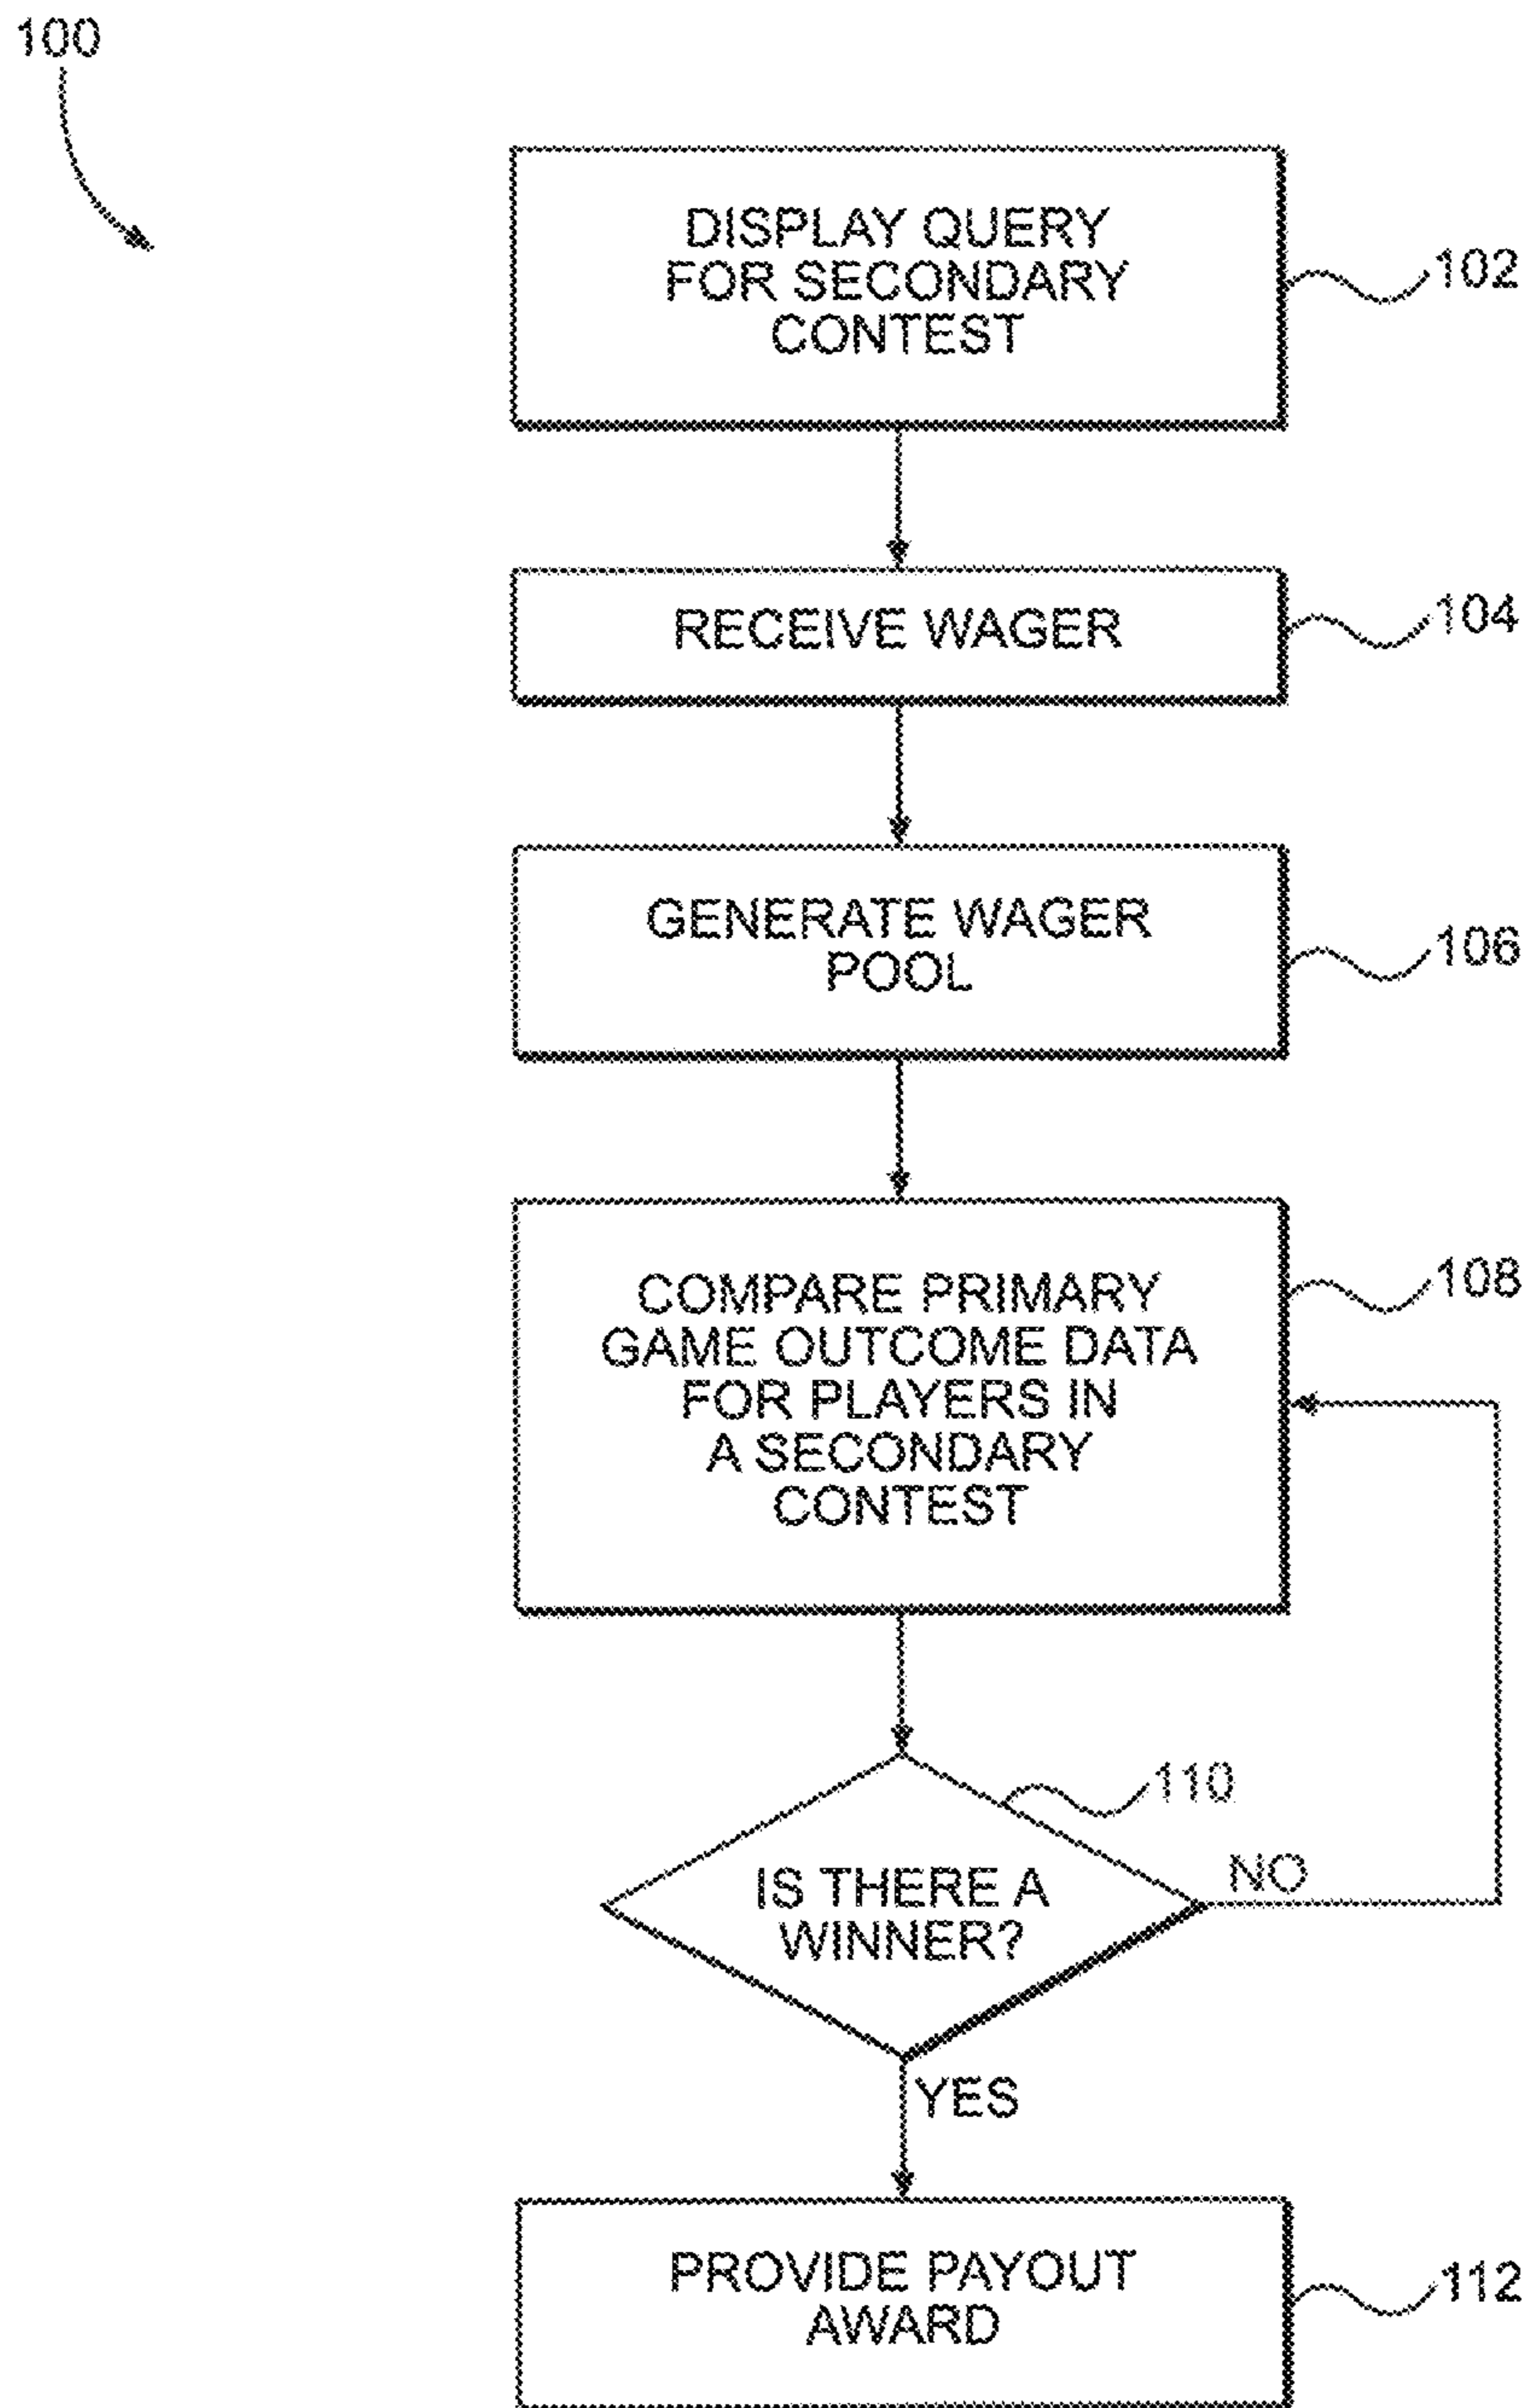 100
DISPLAY QUERY
FOR SECONDARY
CONTEST
102
RECEIVE WAGER
104
GENERATE WAGER
POOL
106
COMPARE PRIMARY
GAME OUTCOME DATA
FOR PLAYERS IN
A SECONDARY
CONTEST
108
110
IS THERE A
WINNER?
NO
YES
PROVIDE PAYOUT
AWARD
112